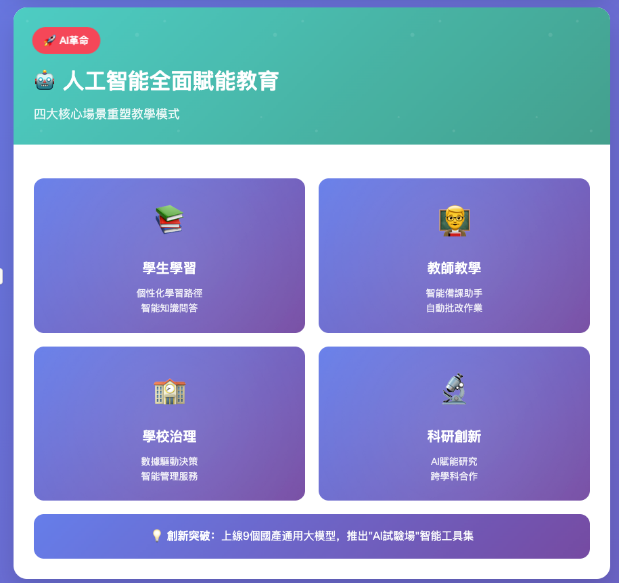 🚀 AI革命
🤖 人工智能全面賦能教育
四大核心場景重塑教學模式
學生學習
個性化學習路徑
智能知識問答
教師教學
智能備課助手
自動批改作業
學校治理
數據驅動決策
智能管理服務
科研創新
AI賦能研究
跨學科合作
💡 創新突破：上線9個國產通用大模型，推出"AI試驗場"智能工具集